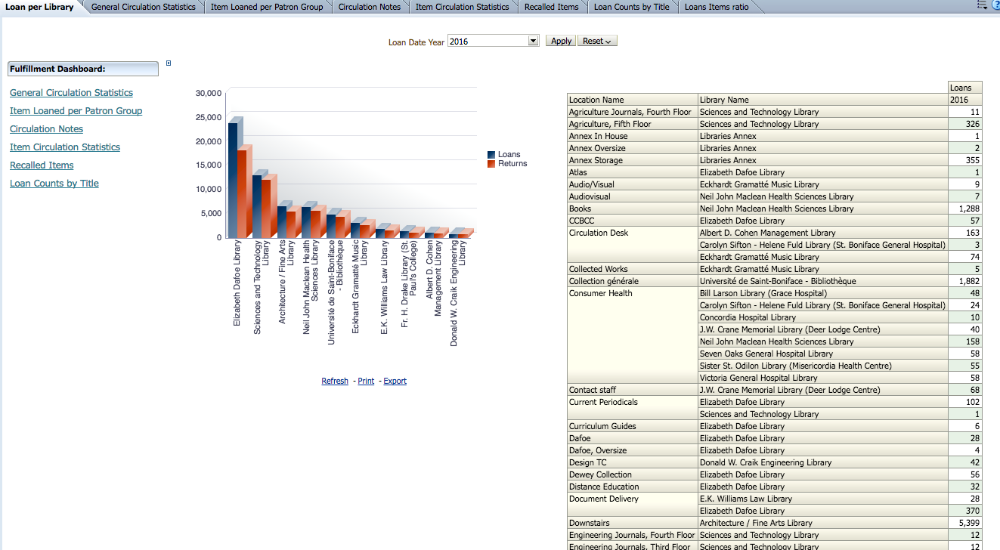 Loan per Library General Circulation Statistics Item Loaned per Patron Group Circulation Notes Item Circulation Statistics Recalled Items Loan Counts by Title Loans Items ratio
Loan Date Year 2016 Apply Reset
Fulfillment Dashboard:
General Circulation Statistics
Item Loaned per Patron Group
Circulation Notes
Item Circulation Statistics
Recalled Items
Loan Counts by Title
30,000
25,000
20,000
15,000
10,000
5,000
0
Elizabeth Dafoe Library
Sciences and Technology
Library
Architecture / Fine Arts
Library
Neil John Maclean Health
Sciences Library
Université de Saint-Boniface
- Bibliothèque
Eckhardt Gramatté Music
Library
E.K. Williams Law Library
Fr. H. Drake Library (St.
Paul's College)
Albert D. Cohen
Management Library
Donald W. Craik Engineering
Library
Loans
Returns
Refresh - Print - Export
Loans
Location Name Library Name 2016
Agriculture Journals, Fourth Floor Sciences and Technology Library 11
Agriculture, Fifth Floor Sciences and Technology Library 326
Annex In House Libraries Annex 1
Annex Oversize Libraries Annex 2
Annex Storage Libraries Annex 355
Atlas Elizabeth Dafoe Library 1
Audio/Visual Eckhardt Gramatté Music Library 9
Audiovisual Neil John Maclean Health Sciences Library 7
Books Neil John Maclean Health Sciences Library 1,288
CCBCC Elizabeth Dafoe Library 57
Circulation Desk Albert D. Cohen Management Library 163
Carolyn Sifton - Helene Fuld Library (St. Boniface General Hospital) 3
Eckhardt Gramatté Music Library 74
Collected Works Eckhardt Gramatté Music Library 5
Collection générale Université de Saint-Boniface - Bibliothèque 1,882
Consumer Health Bill Larson Library (Grace Hospital) 48
Carolyn Sifton - Helene Fuld Library (St. Boniface General Hospital) 24
Concordia Hospital Library 10
J.W. Crane Memorial Library (Deer Lodge Centre) 40
Neil John Maclean Health Sciences Library 158
Seven Oaks General Hospital Library 58
Sister St. Odilon Library (Misericordia Health Centre) 55
Victoria General Hospital Library 58
Contact staff J.W. Crane Memorial Library (Deer Lodge Centre) 68
Current Periodicals Elizabeth Dafoe Library 102
Sciences and Technology Library 1
Curriculum Guides Elizabeth Dafoe Library 6
Dafoe Elizabeth Dafoe Library 28
Dafoe, Oversize Elizabeth Dafoe Library 4
Design TC Donald W. Craik Engineering Library 42
Dewey Collection Elizabeth Dafoe Library 56
Distance Education Elizabeth Dafoe Library 32
Document Delivery E.K. Williams Law Library 28
Elizabeth Dafoe Library 370
Downstairs Architecture / Fine Arts Library 5,399
Engineering Journals, Fourth Floor Sciences and Technology Library 12
Engineering Journals, Third Floor Sciences and Technology Library 12